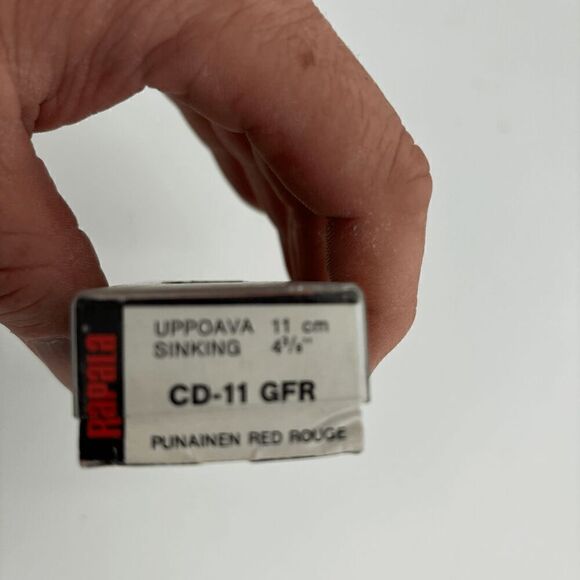 Rapala
UPPOAVA 11 cm
SINKING 4³/₈"
CD-11 GFR
PUNAINEN RED ROUGE